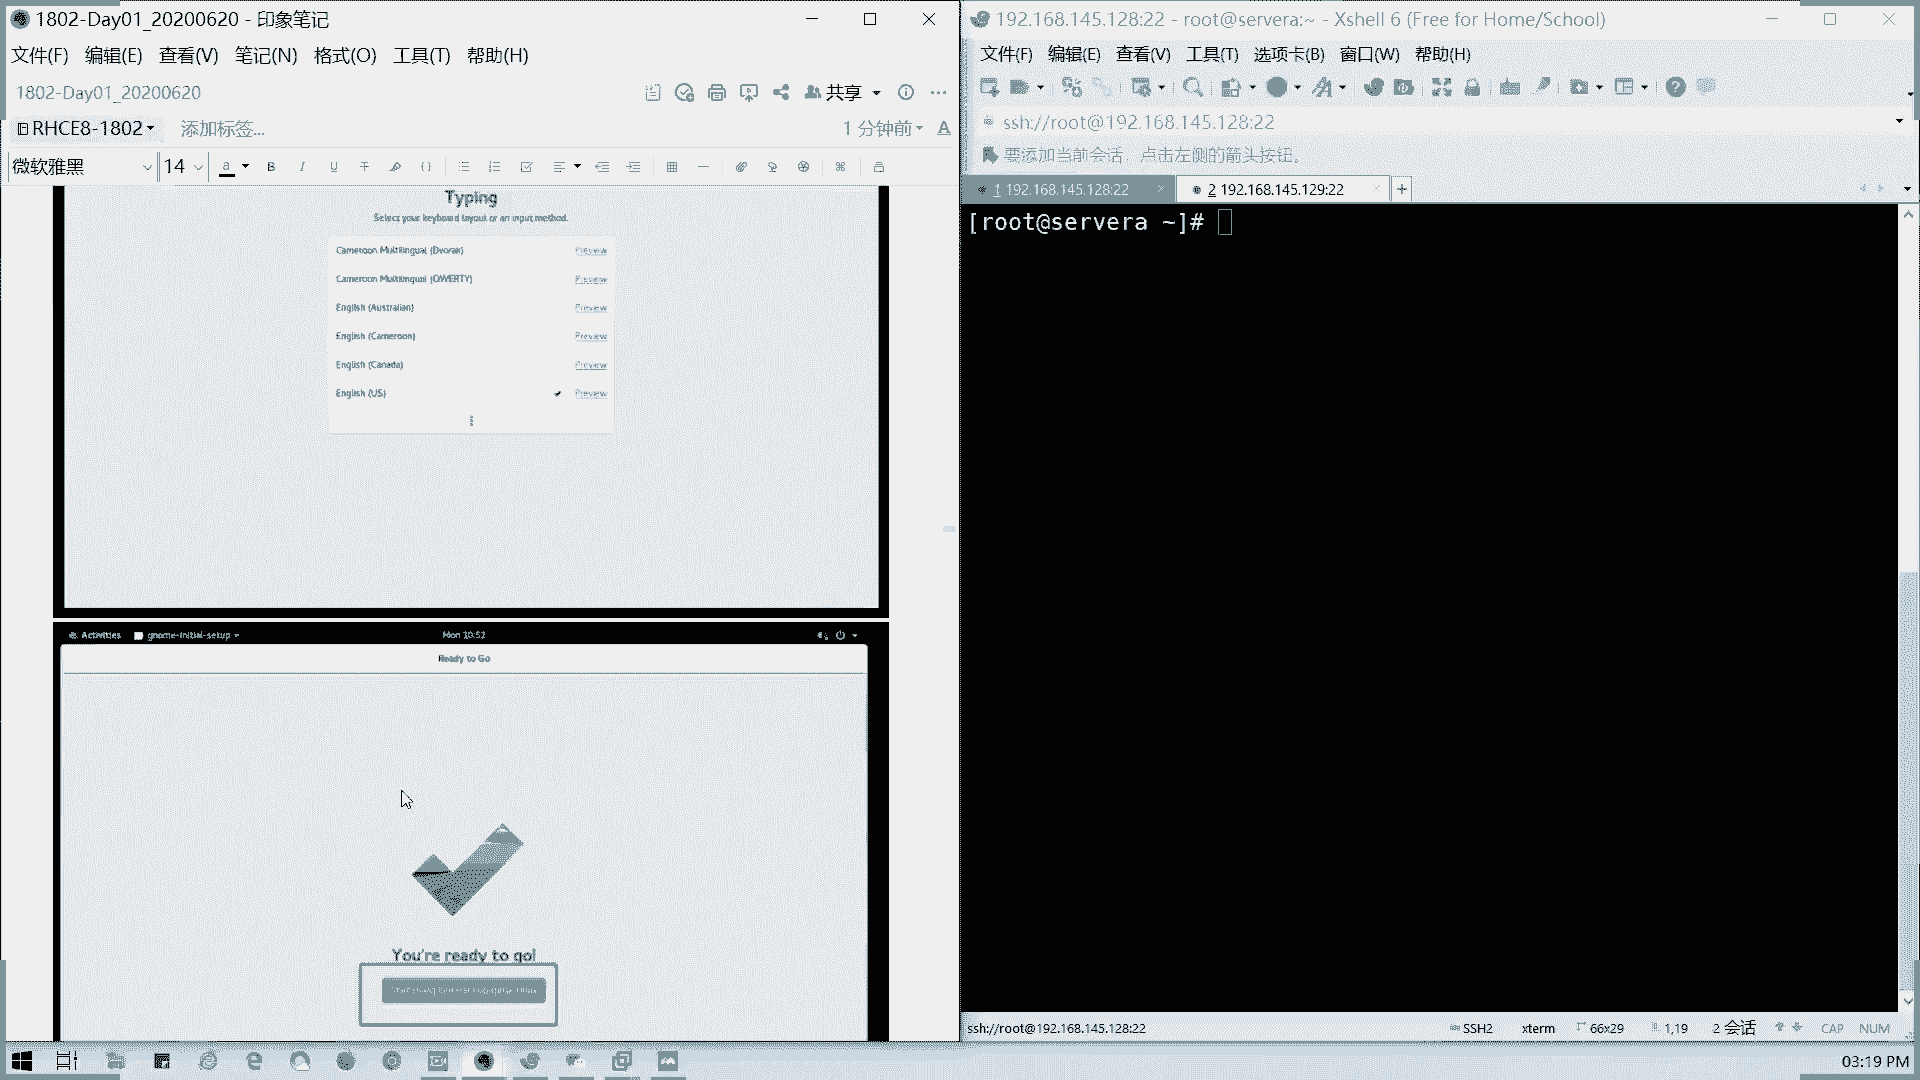 1802-Day01_20200620 - 印象笔记
文件(F) 编辑(E) 查看(V) 笔记(N) 格式(O) 工具(T) 帮助(H)
1802-Day01_20200620
共享
RHCE8-1802
添加标签...
1 分钟前
微软雅黑 14
Typing
Select your keyboard layout or an input method.
Cameroon Multilingual (Dvorak) Preview
Cameroon Multilingual (QWERTY) Preview
English (Australian) Preview
English (Cameroon) Preview
English (Canada) Preview
English (US) Preview
Activities gnome-initial-setup Mon 10:52
Ready to Go
You're ready to go!
192.168.145.128:22 - root@servera:~ - Xshell 6 (Free for Home/School)
文件(F) 编辑(E) 查看(V) 工具(T) 选项卡(B) 窗口(W) 帮助(H)
ssh://root@192.168.145.128:22
要添加当前会话，点击左侧的箭头按钮。
1 192.168.145.128:22
2 192.168.145.129:22
[root@servera ~]#
ssh://root@192.168.145.128:22 SSH2 xterm 66x29 1,19 2 会话 CAP NUM
03:19 PM